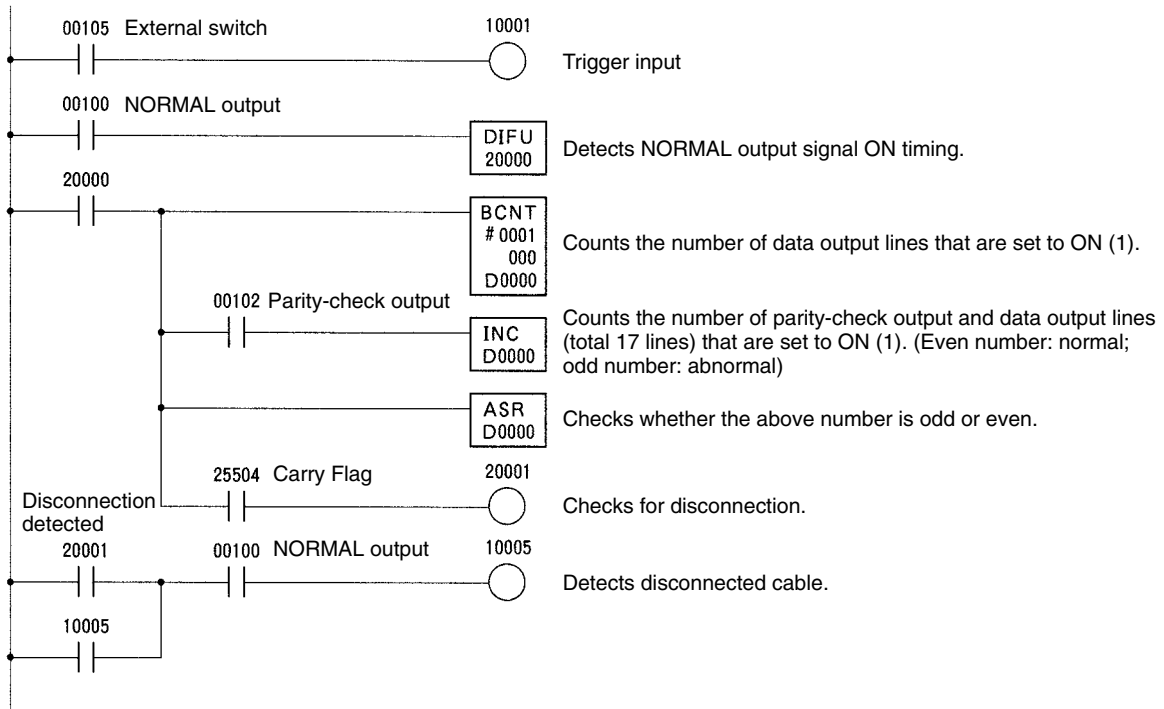 00105 External switch
10001
Trigger input
00100 NORMAL output
DIFU
20000
Detects NORMAL output signal ON timing.
20000
BCNT
#0001
000
D0000
Counts the number of data output lines that are set to ON (1).
00102 Parity-check output
INC
D0000
Counts the number of parity-check output and data output lines
(total 17 lines) that are set to ON (1). (Even number: normal;
odd number: abnormal)
ASR
D0000
Checks whether the above number is odd or even.
25504 Carry Flag
20001
Checks for disconnection.
Disconnection
detected
20001
00100 NORMAL output
10005
Detects disconnected cable.
10005